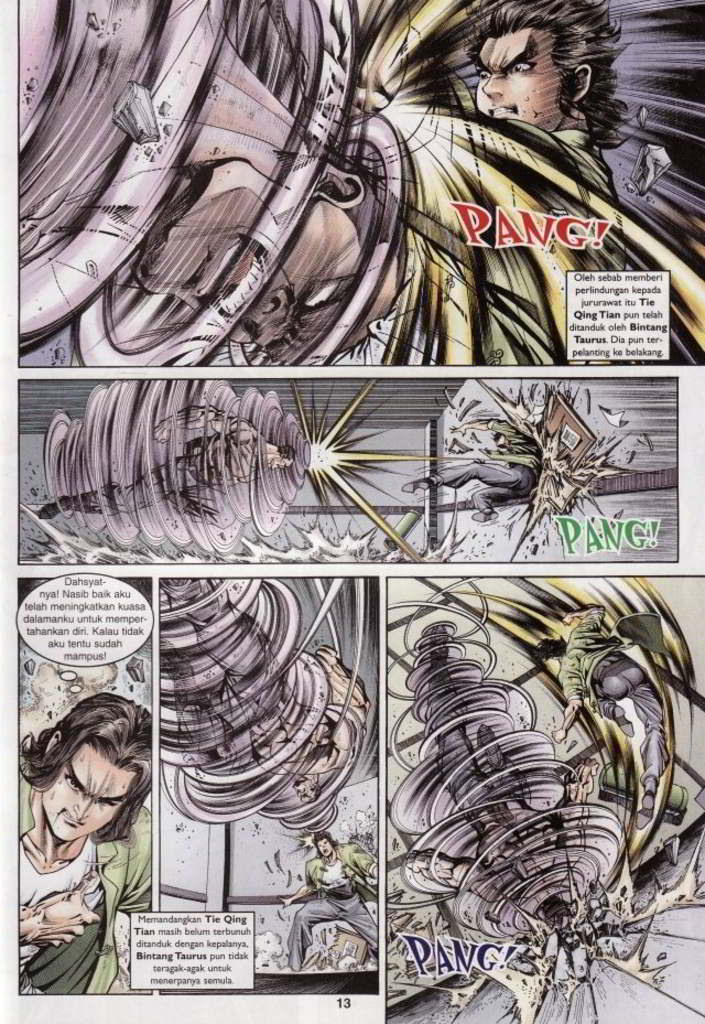 PANG!
Oleh sebab memberi
perlindungan kepada
jururawat itu Tie
Qing Tian pun telah
ditanduk oleh Bintang
Taurus. Dia pun ter-
pelanting ke belakang.
PANG!
Dahsyat-
nya! Nasib baik aku
telah meningkatkan kuasa
dalamanku untuk memper-
tahankan diri. Kalau tidak
aku tentu sudah
mampus!
Memandangkan Tie Qing
Tian masih belum terbunuh
ditanduk dengan kepalanya,
Bintang Taurus pun tidak
teragak-agak untuk
menerpanya semula.
PANG!
13